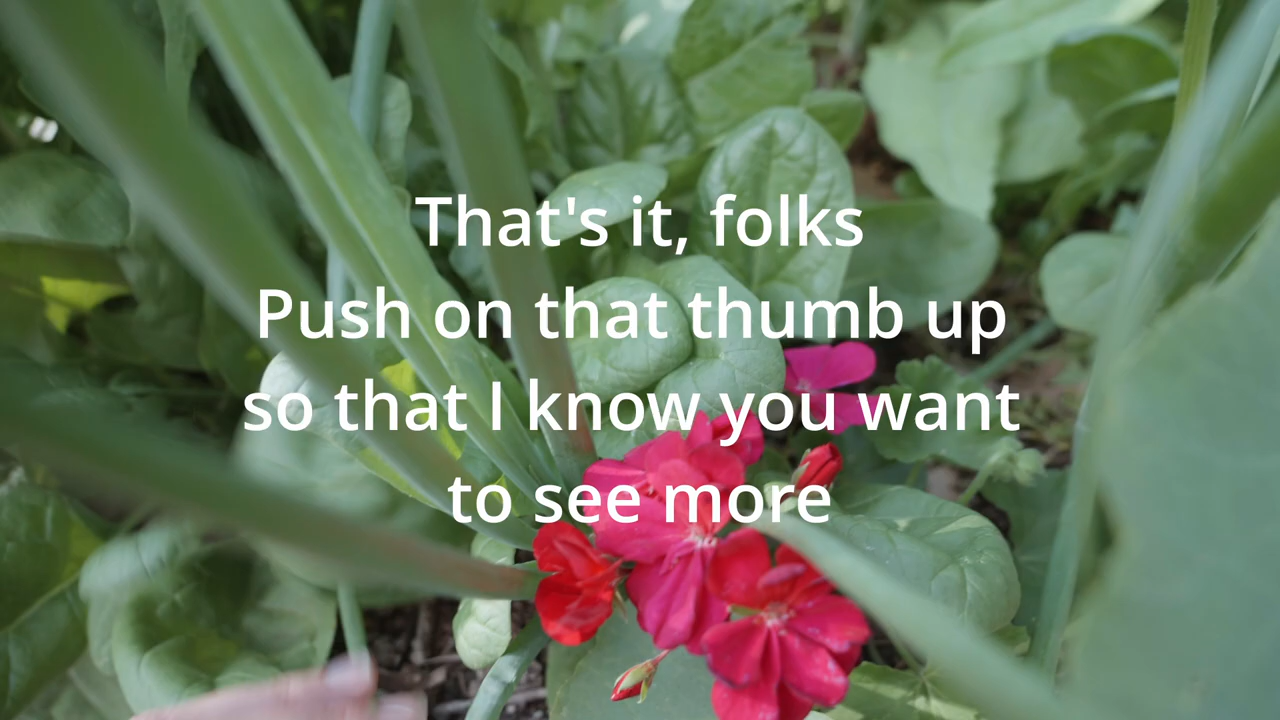 That's it, folks
Push on that thumb up
so that I know you want
to see more